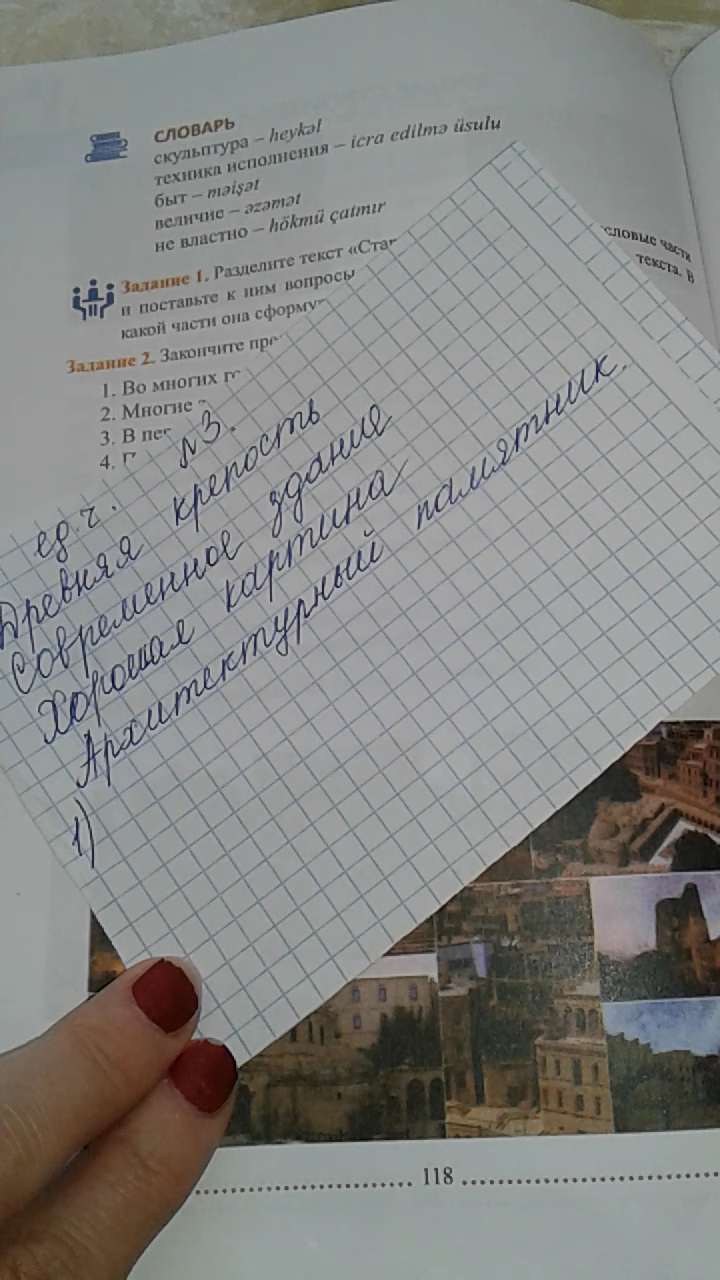 СЛОВАРЬ
скульптура – heykəl
техника исполнения – icra edilmə üsulu
быт – məişət
величие – əzəmət
не властно – hökmü çatmır
Задание 1. Разделите текст «Стар
словые части
и поставьте к ним вопросы
текста. В
какой части она сформу
Задание 2. Закончите пре
1. Во многих г
2. Многие
3. В пе
4. Г
№3.
ед.ч.
Древняя крепость
Современное здание
Хорошая картина
Архитектурный памятник.
1)
118